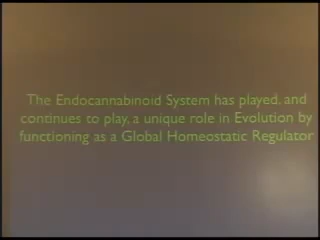 The Endocannabinoid System has played, and
continues to play, a unique role in Evolution by
functioning as a Global Homeostatic Regulator